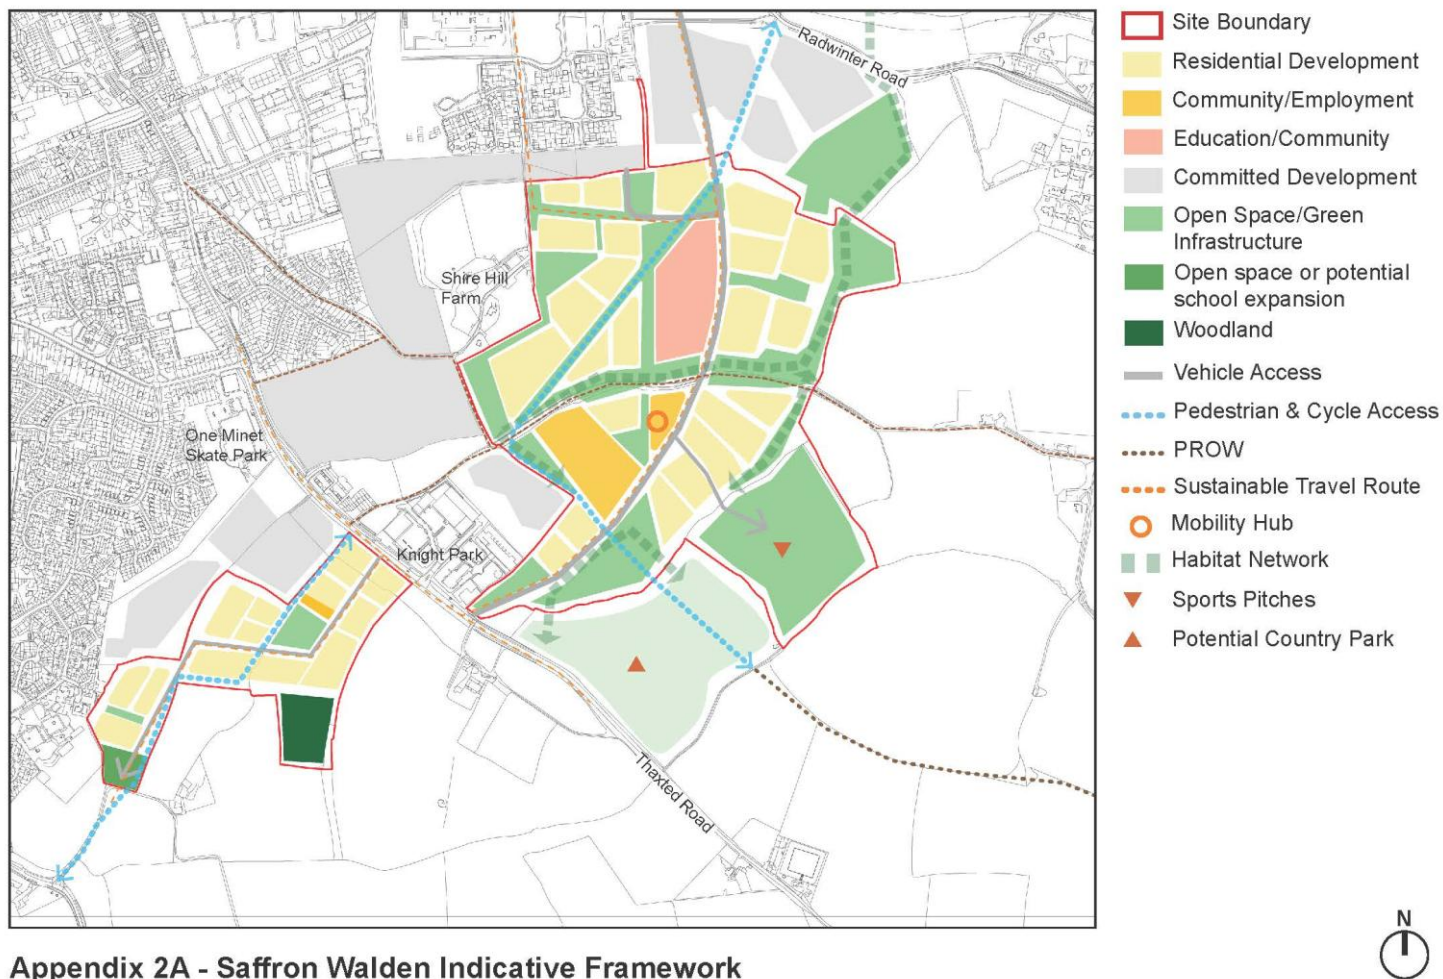 Radwinter Road
Shire Hill
Farm
One Minet
Skate Park
Knight Park
Thaxted Road
Site Boundary
Residential Development
Community/Employment
Education/Community
Committed Development
Open Space/Green
Infrastructure
Open space or potential
school expansion
Woodland
Vehicle Access
Pedestrian & Cycle Access
PROW
Sustainable Travel Route
Mobility Hub
Habitat Network
Sports Pitches
Potential Country Park
N
Appendix 2A - Saffron Walden Indicative Framework